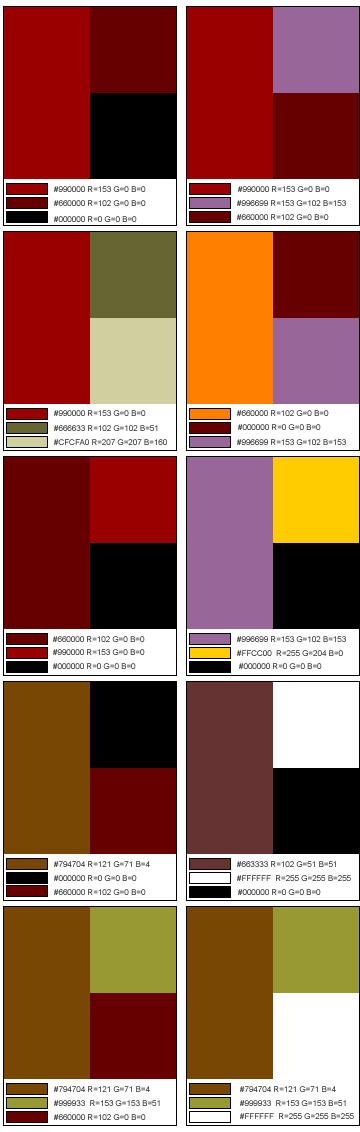 #990000 R=153 G=0 B=0
#660000 R=102 G=0 B=0
#000000 R=0 G=0 B=0
#990000 R=153 G=0 B=0
#996699 R=153 G=102 B=153
#660000 R=102 G=0 B=0
#990000 R=153 G=0 B=0
#666633 R=102 G=102 B=51
#CFCFA0 R=207 G=207 B=160
#660000 R=102 G=0 B=0
#000000 R=0 G=0 B=0
#996699 R=153 G=102 B=153
#660000 R=102 G=0 B=0
#990000 R=153 G=0 B=0
#000000 R=0 G=0 B=0
#996699 R=153 G=102 B=153
#FFCC00 R=255 G=204 B=0
#000000 R=0 G=0 B=0
#794704 R=121 G=71 B=4
#000000 R=0 G=0 B=0
#660000 R=102 G=0 B=0
#663333 R=102 G=51 B=51
#FFFFFF R=255 G=255 B=255
#000000 R=0 G=0 B=0
#794704 R=121 G=71 B=4
#999933 R=153 G=153 B=51
#660000 R=102 G=0 B=0
#794704 R=121 G=71 B=4
#999933 R=153 G=153 B=51
#FFFFFF R=255 G=255 B=255